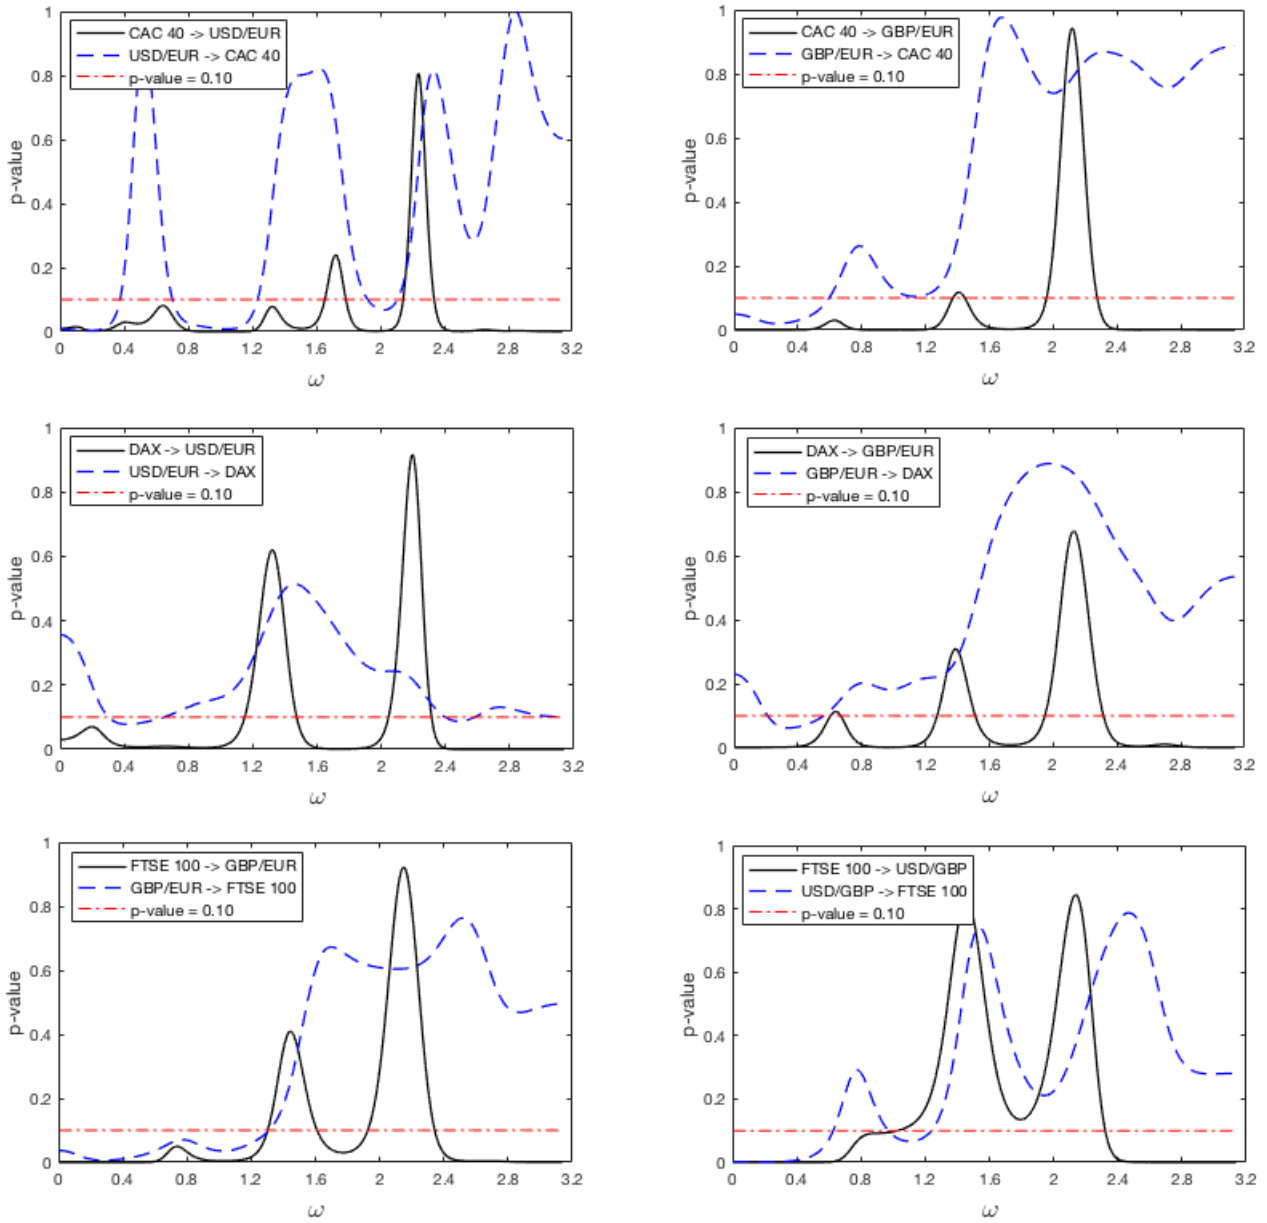 CAC 40 -> USD/EUR
USD/EUR -> CAC 40
p-value = 0.10
p-value
1
0.8
0.6
0.4
0.2
0
0 0.4 0.8 1.2 1.6 2 2.4 2.8 3.2
ω
CAC 40 -> GBP/EUR
GBP/EUR -> CAC 40
p-value = 0.10
p-value
1
0.8
0.6
0.4
0.2
0
0 0.4 0.8 1.2 1.6 2 2.4 2.8 3.2
ω
DAX -> USD/EUR
USD/EUR -> DAX
p-value = 0.10
p-value
1
0.8
0.6
0.4
0.2
0
0 0.4 0.8 1.2 1.6 2 2.4 2.8 3.2
ω
DAX -> GBP/EUR
GBP/EUR -> DAX
p-value = 0.10
p-value
1
0.8
0.6
0.4
0.2
0
0 0.4 0.8 1.2 1.6 2 2.4 2.8 3.2
ω
FTSE 100 -> GBP/EUR
GBP/EUR -> FTSE 100
p-value = 0.10
p-value
1
0.8
0.6
0.4
0.2
0
0 0.4 0.8 1.2 1.6 2 2.4 2.8 3.2
ω
FTSE 100 -> USD/GBP
USD/GBP -> FTSE 100
p-value = 0.10
p-value
1
0.8
0.6
0.4
0.2
0
0 0.4 0.8 1.2 1.6 2 2.4 2.8 3.2
ω